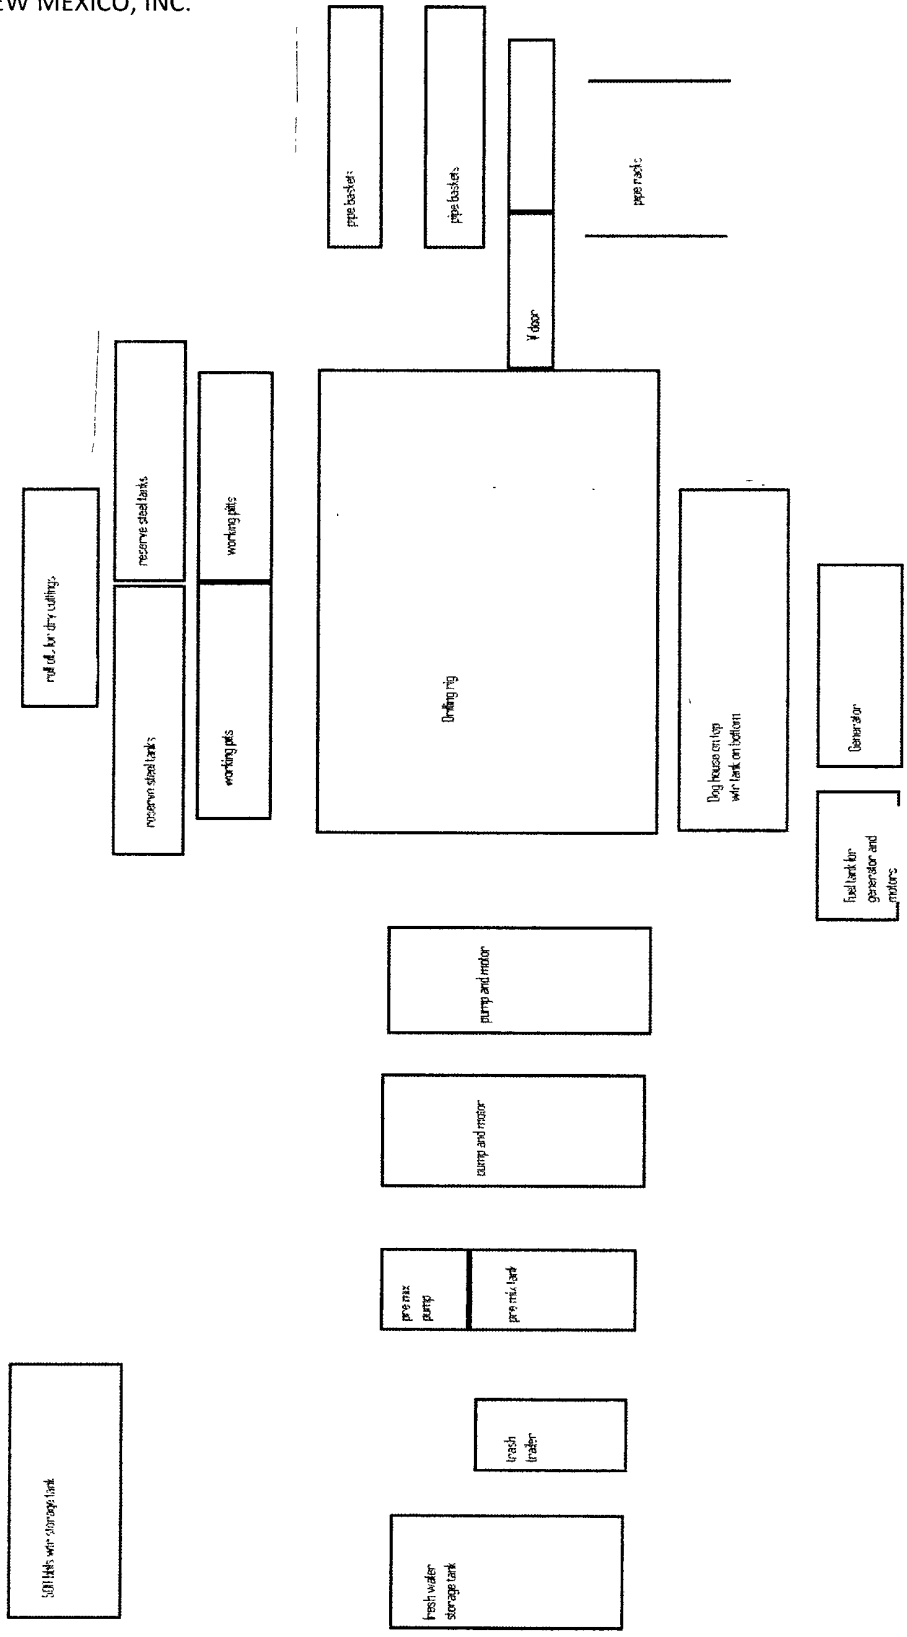 EW MEXICO, INC.
pipe baskets
pipe baskets
pipe racks
V door
reserve steel tanks
working pitts
roll offs for dry cuttings
reserve steel tanks
working pits
Drilling rig
Dog house on top
wtr tank on bottom
Generator
Fuel tank for
generator and
motors
pump and motor
pump and motor
pre mix
pump
pre mix tank
trash
trailer
500 bbls wtr storage tank
fresh water
storage tank